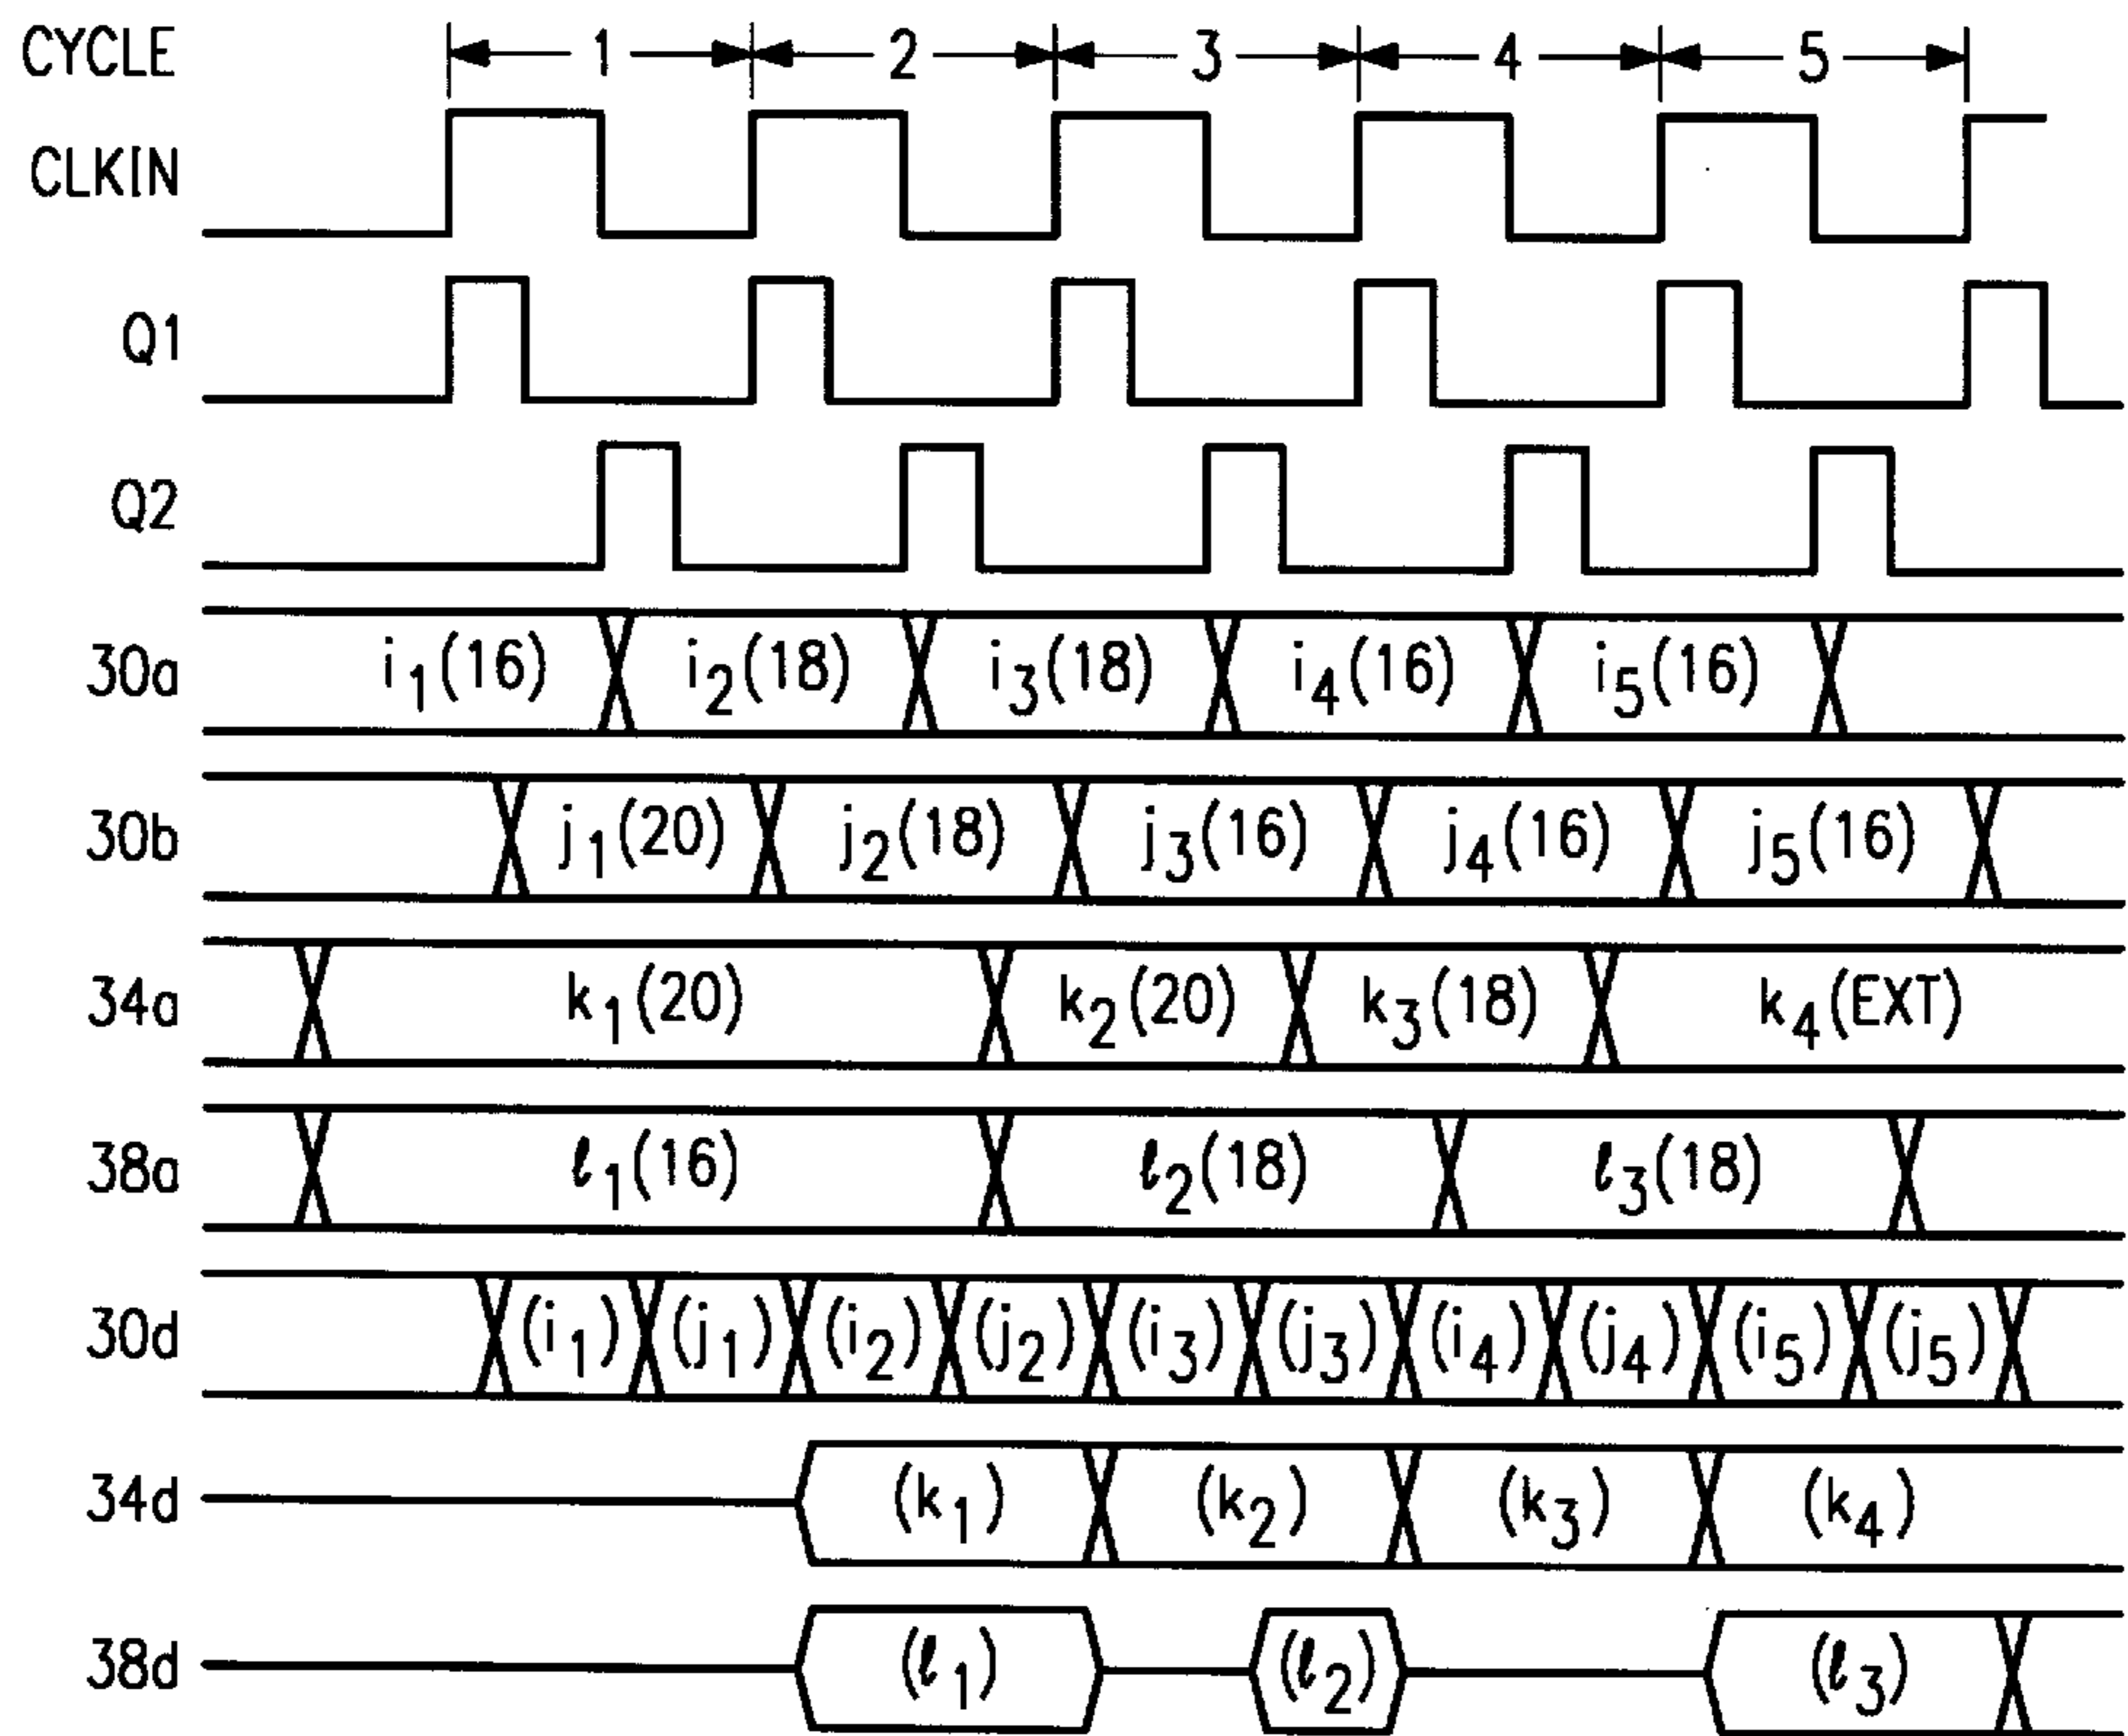 CYCLE 1 2 3 4 5
CLKIN
Q1
Q2
30a i1(16) i2(18) i3(18) i4(16) i5(16)
30b j1(20) j2(18) j3(16) j4(16) j5(16)
34a k1(20) k2(20) k3(18) k4(EXT)
38a ℓ1(16) ℓ2(18) ℓ3(18)
30d (i1) (j1) (i2) (j2) (i3) (j3) (i4) (j4) (i5) (j5)
34d (k1) (k2) (k3) (k4)
38d (ℓ1) (ℓ2) (ℓ3)